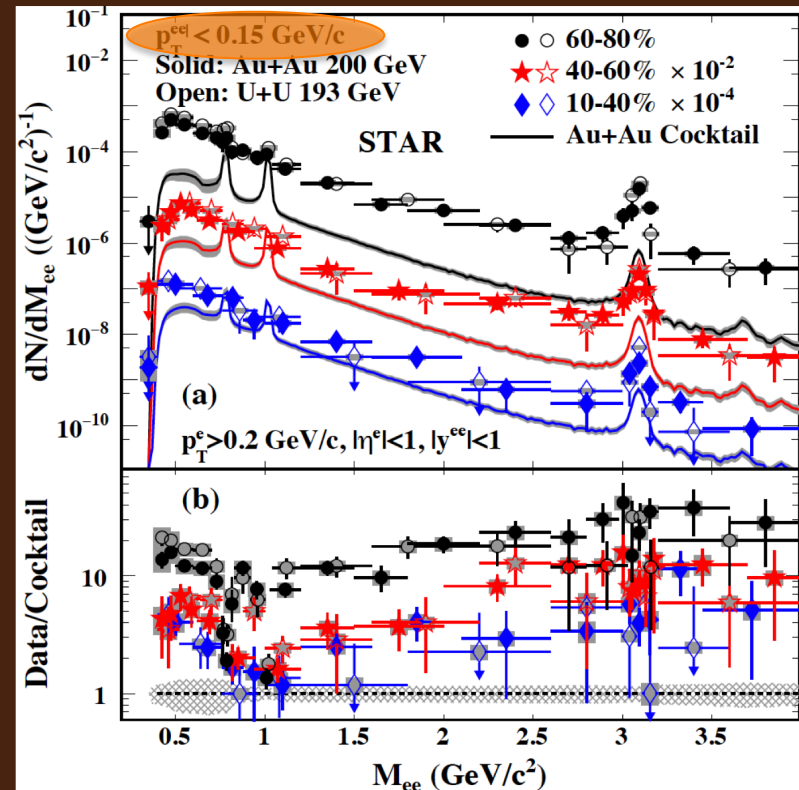 10⁻¹
p_T^ee < 0.15 GeV/c
60-80%
Solid: Au+Au 200 GeV
40-60% × 10⁻²
10⁻²
Open: U+U 193 GeV
10-40% × 10⁻⁴
STAR
Au+Au Cocktail
10⁻⁴
10⁻⁶
10⁻⁸
10⁻¹⁰
dN/dM_ee ((GeV/c²)⁻¹)
(a)
p_T^e>0.2 GeV/c, |η^e|<1, |y^ee|<1
(b)
10
1
Data/Cocktail
0.5 1 1.5 2 2.5 3 3.5
M_ee (GeV/c²)